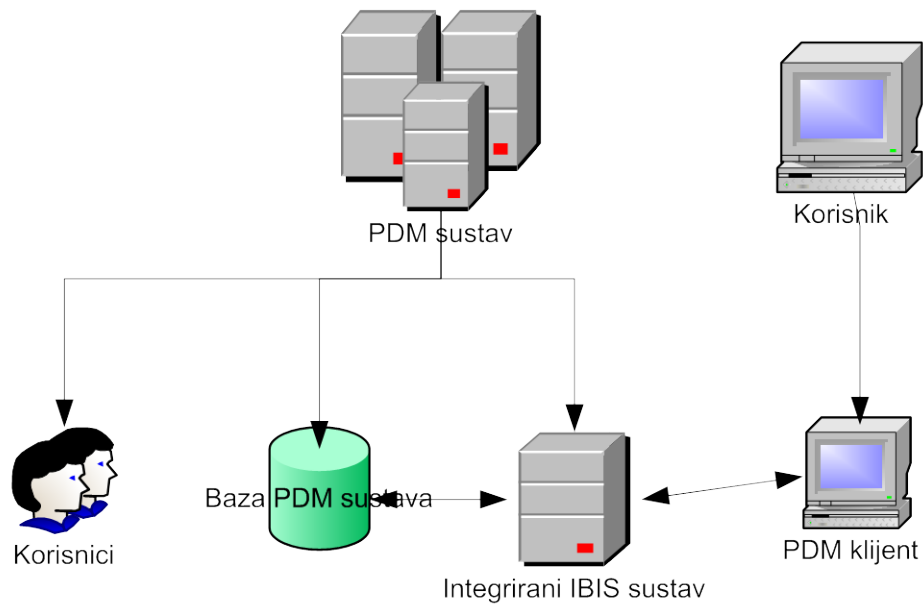 PDM sustav
Korisnik
Korisnici
Baza PDM sustava
Integrirani IBIS sustav
PDM klijent